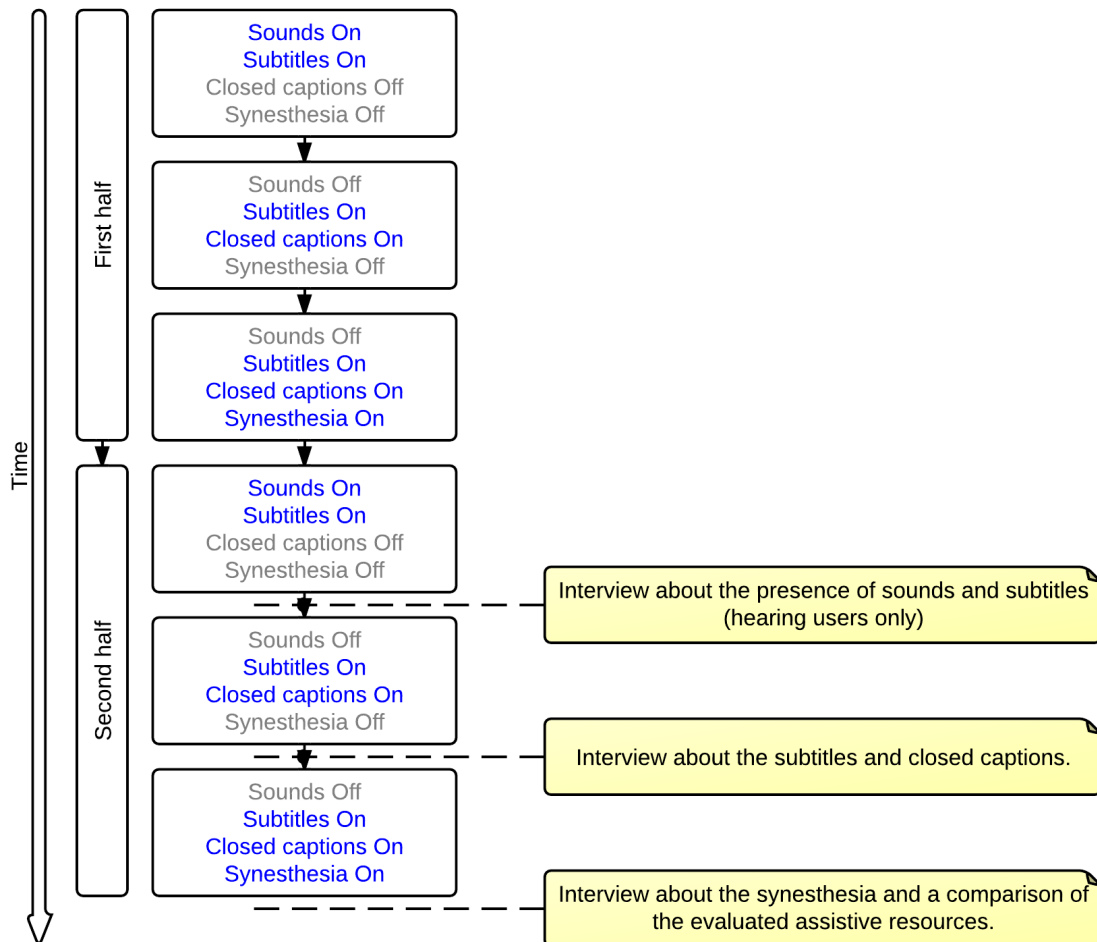 Time
First half
Sounds On
Subtitles On
Closed captions Off
Synesthesia Off
Sounds Off
Subtitles On
Closed captions On
Synesthesia Off
Sounds Off
Subtitles On
Closed captions On
Synesthesia On
Second half
Sounds On
Subtitles On
Closed captions Off
Synesthesia Off
Interview about the presence of sounds and subtitles
(hearing users only)
Sounds Off
Subtitles On
Closed captions On
Synesthesia Off
Interview about the subtitles and closed captions.
Sounds Off
Subtitles On
Closed captions On
Synesthesia On
Interview about the synesthesia and a comparison of
the evaluated assistive resources.